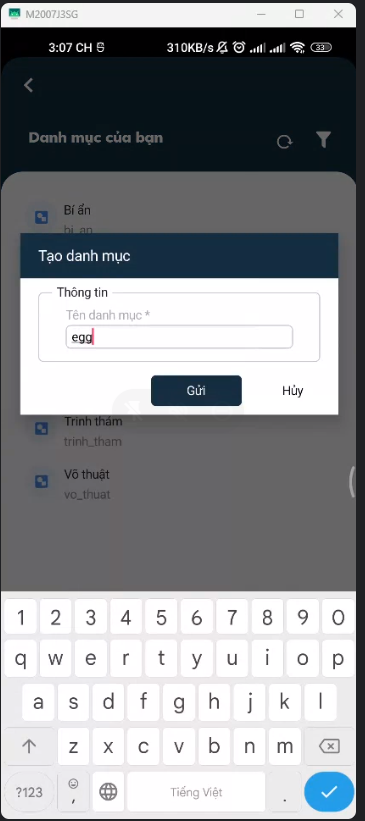 M2007J3SG
3:07 CH
310KB/s
33
Danh mục của bạn
Bí ẩn
bi_an
Tạo danh mục
Thông tin
Tên danh mục *
egg
Gửi
Hủy
Trinh thám
trinh_tham
Võ thuật
vo_thuat
1 2 3 4 5 6 7 8 9 0
q w e r t y u i o p
a s d f g h j k l
z x c v b n m
?123 , Tiếng Việt .